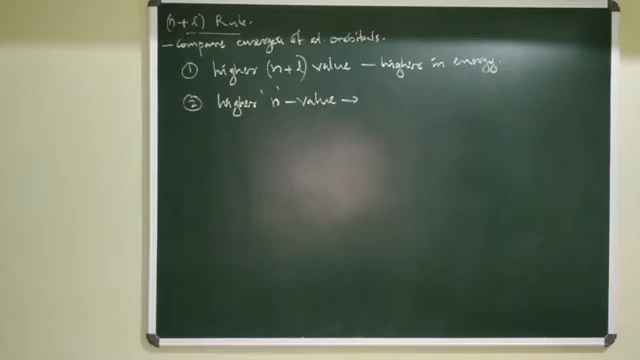 (n+l) Rule.
- Compare energies of at. orbitals.
① higher (n+l) value - higher in energy.
② higher 'n' - value →